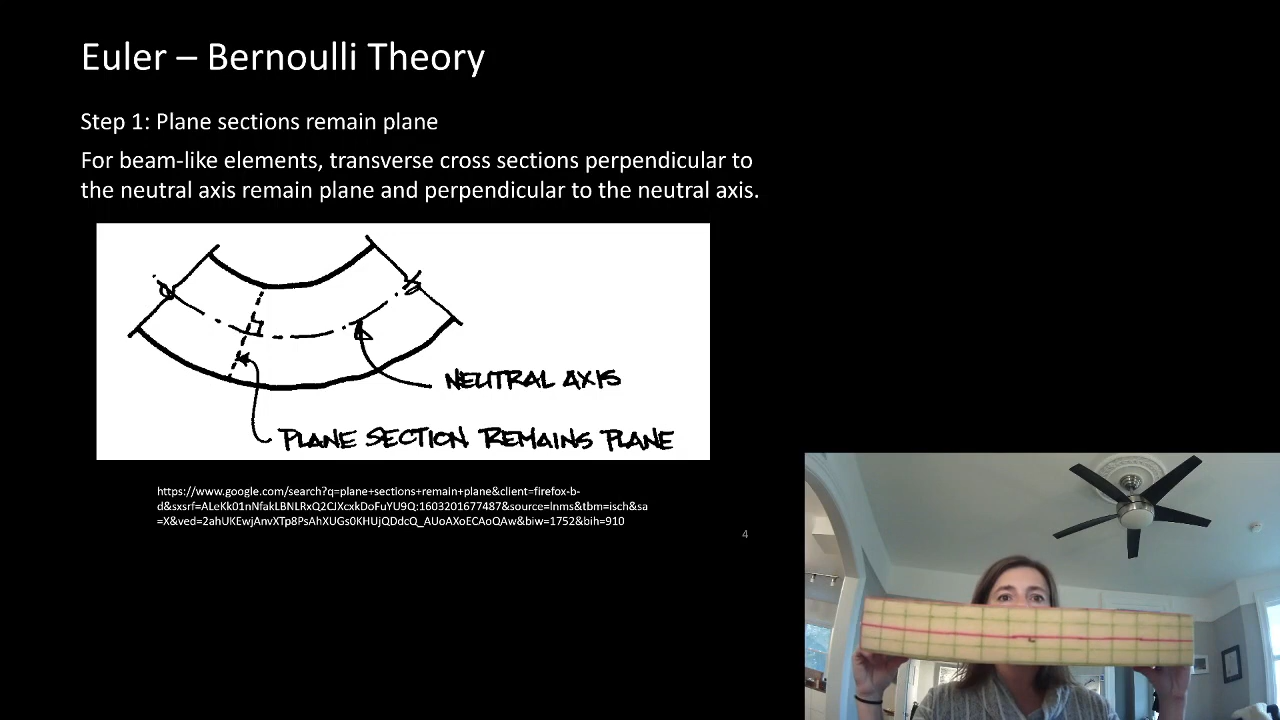 Euler – Bernoulli Theory
Step 1: Plane sections remain plane
For beam-like elements, transverse cross sections perpendicular to
the neutral axis remain plane and perpendicular to the neutral axis.
NEUTRAL AXIS
PLANE SECTION REMAINS PLANE
https://www.google.com/search?q=plane+sections+remain+plane&client=firefox-b-
d&sxsrf=ALeKk01nNfakLBNLRxQ2CJXcxkDoFuYU9Q:1603201677487&source=lnms&tbm=isch&sa
=X&ved=2ahUKEwjAnvXTp8PsAhXUGs0KHUjQDdcQ_AUoAXoECAoQAw&biw=1752&bih=910
4